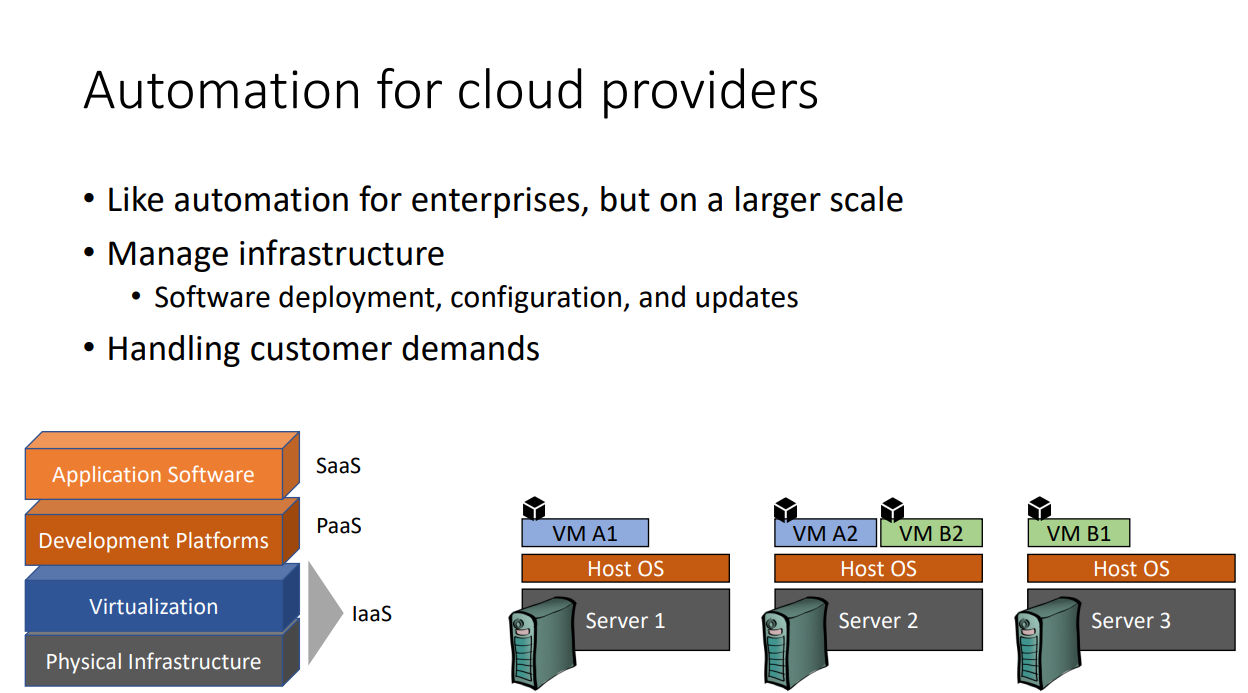 Automation for cloud providers
• Like automation for enterprises, but on a larger scale
• Manage infrastructure
• Software deployment, configuration, and updates
• Handling customer demands
Application Software
SaaS
Development Platforms
PaaS
Virtualization
Physical Infrastructure
IaaS
VM A1
Host OS
Server 1
VM A2
VM B2
Host OS
Server 2
VM B1
Host OS
Server 3